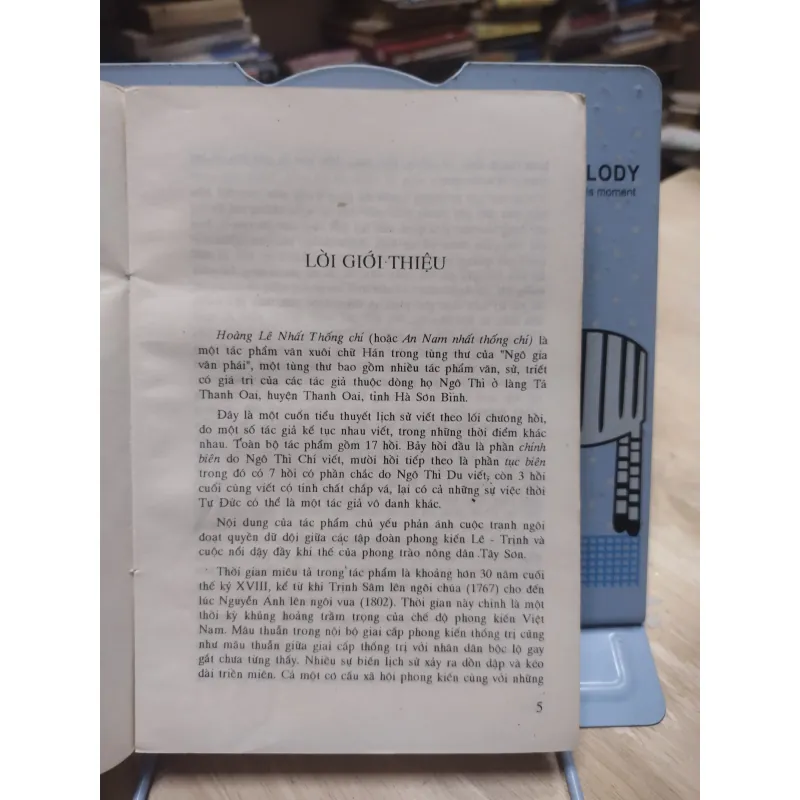 LODY
is moment
LỜI GIỚI THIỆU
Hoàng Lê Nhất Thống chí (hoặc An Nam nhất thống chí) là
một tác phẩm văn xuôi chữ Hán trong tùng thư của "Ngô gia
văn phái", một tùng thư bao gồm nhiều tác phẩm văn, sử, triết
có giá trị của các tác giả thuộc dòng họ Ngô Thì ở làng Tả
Thanh Oai, huyện Thanh Oai, tỉnh Hà Sơn Bình.
Đây là một cuốn tiểu thuyết lịch sử viết theo lối chương hồi,
do một số tác giả kế tục nhau viết, trong những thời điểm khác
nhau. Toàn bộ tác phẩm gồm 17 hồi. Bảy hồi đầu là phần chính
biên do Ngô Thì Chí viết, mười hồi tiếp theo là phần tục biên
trong đó có 7 hồi có phần chắc do Ngô Thì Du viết, còn 3 hồi
cuối cùng viết có tính chất chắp vá, lại có cả những sự việc thời
Tự Đức có thể là một tác giả vô danh khác.
Nội dung của tác phẩm chủ yếu phản ánh cuộc tranh ngôi
đoạt quyền dữ dội giữa các tập đoàn phong kiến Lê - Trịnh và
cuộc nổi dậy đầy khí thế của phong trào nông dân Tây Sơn.
Thời gian miêu tả trong tác phẩm là khoảng hơn 30 năm cuối
thế kỷ XVIII, kể từ khi Trịnh Sâm lên ngôi chúa (1767) cho đến
lúc Nguyễn Ánh lên ngôi vua (1802). Thời gian này chính là một
thời kỳ khủng hoảng trầm trọng của chế độ phong kiến Việt
Nam. Mâu thuẫn trong nội bộ giai cấp phong kiến thống trị cũng
như mâu thuẫn giữa giai cấp thống trị với nhân dân bộc lộ gay
gắt chưa từng thấy. Nhiều sự biến lịch sử xảy ra dồn dập và kéo
dài triền miên. Cả một cơ cấu xã hội phong kiến cùng với những
5